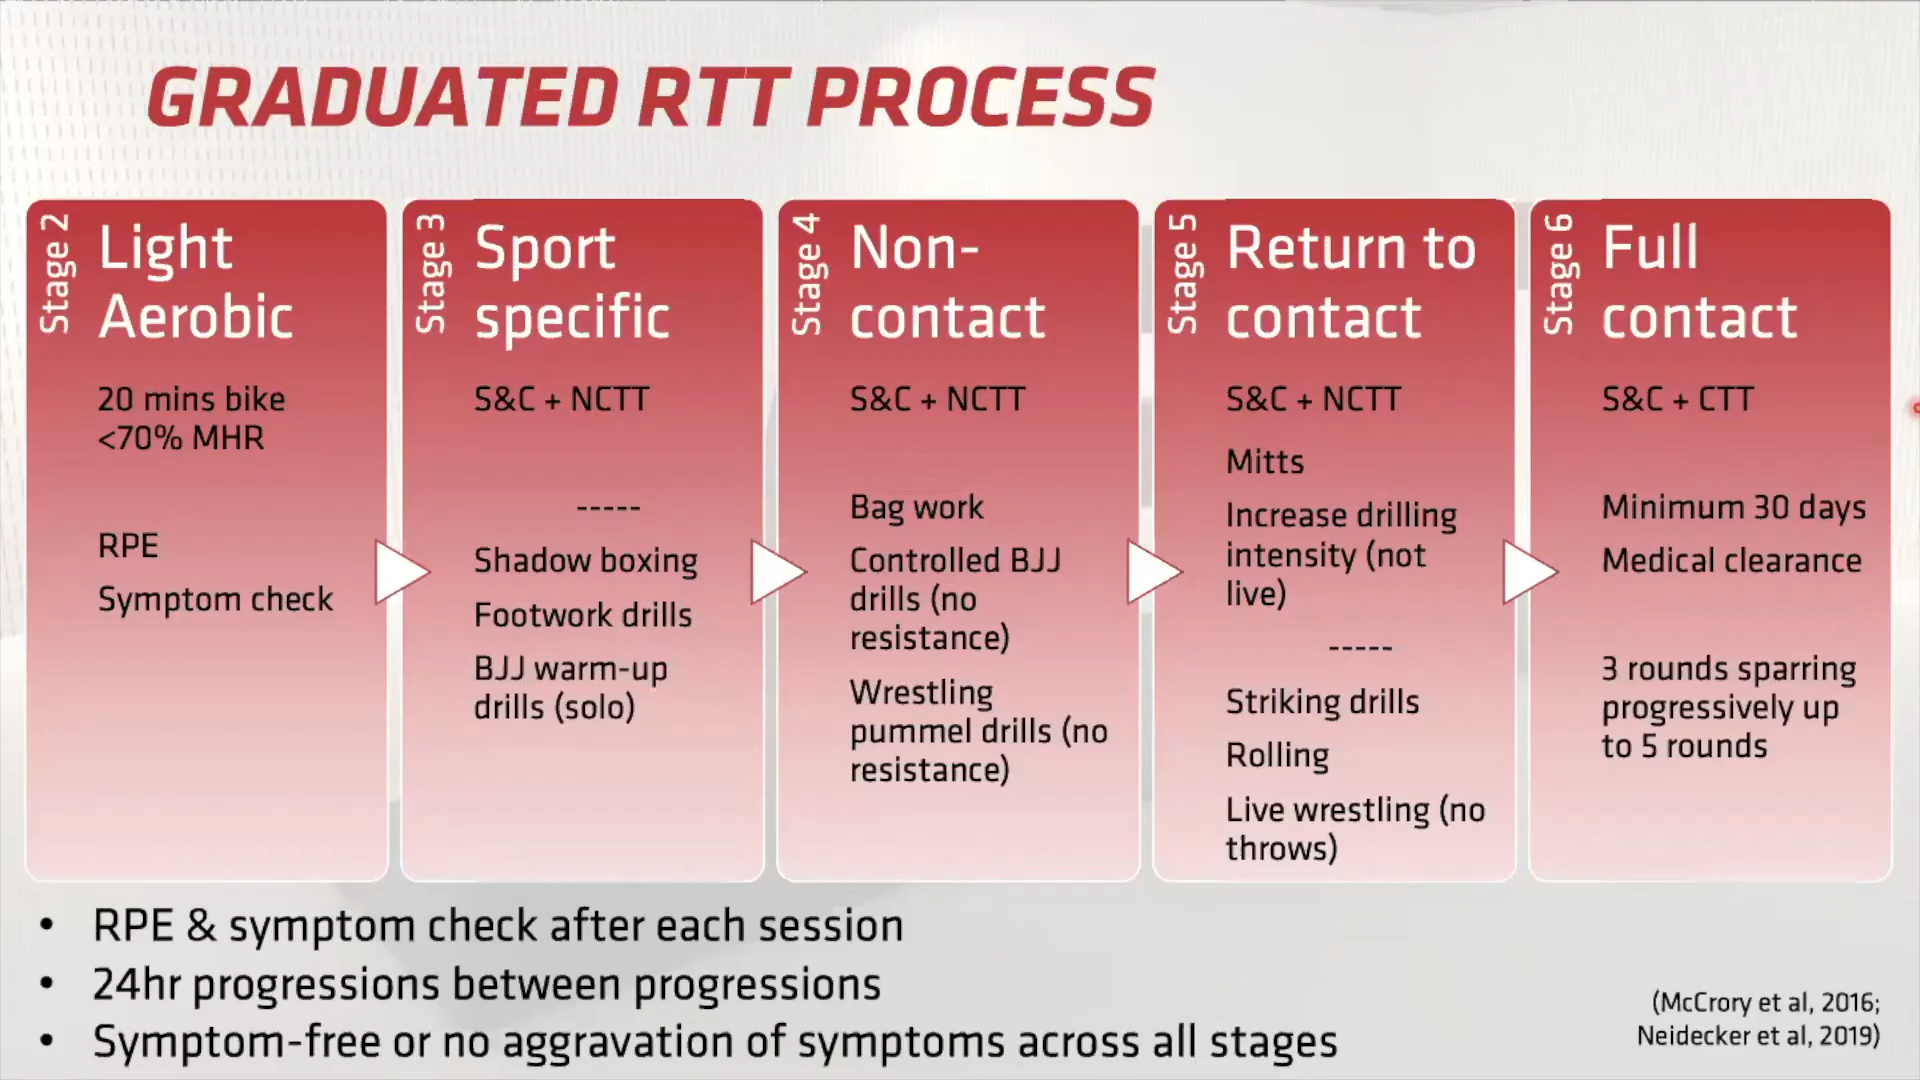 GRADUATED RTT PROCESS
Stage 2
Light
Aerobic
20 mins bike
<70% MHR
RPE
Symptom check
Stage 3
Sport
specific
S&C + NCTT
-----
Shadow boxing
Footwork drills
BJJ warm-up
drills (solo)
Stage 4
Non-
contact
S&C + NCTT
Bag work
Controlled BJJ
drills (no
resistance)
Wrestling
pummel drills (no
resistance)
Stage 5
Return to
contact
S&C + NCTT
Mitts
Increase drilling
intensity (not
live)
-----
Striking drills
Rolling
Live wrestling (no
throws)
Stage 6
Full
contact
S&C + CTT
Minimum 30 days
Medical clearance
3 rounds sparring
progressively up
to 5 rounds
• RPE & symptom check after each session
• 24hr progressions between progressions
• Symptom-free or no aggravation of symptoms across all stages
(McCrory et al, 2016;
Neidecker et al, 2019)